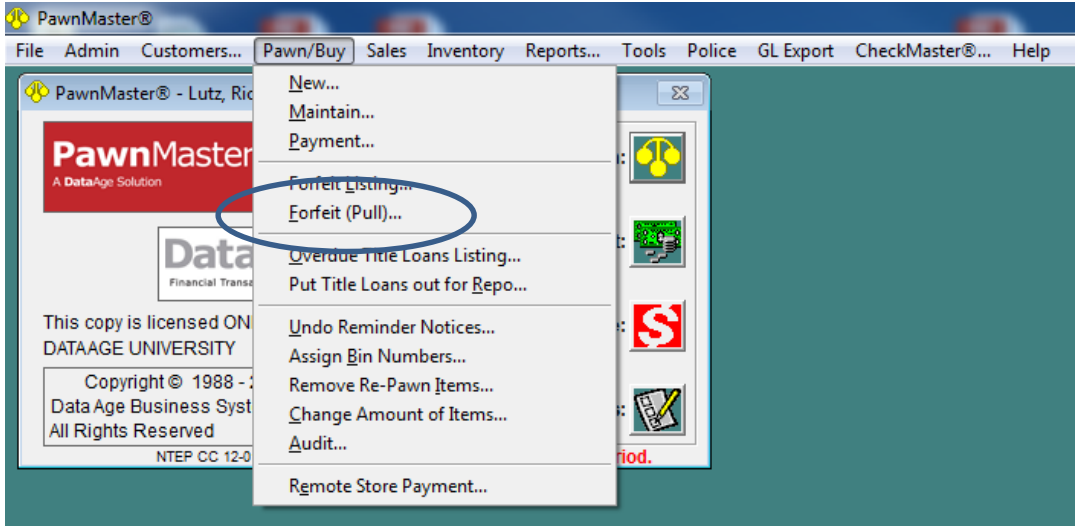 PawnMaster®
File Admin Customers... Pawn/Buy Sales Inventory Reports... Tools Police GL Export CheckMaster®... Help
PawnMaster® - Lutz, Ric
New...
Maintain...
Payment...
Forfeit Listing...
Forfeit (Pull)...
Overdue Title Loans Listing...
Put Title Loans out for Repo...
Undo Reminder Notices...
Assign Bin Numbers...
Remove Re-Pawn Items...
Change Amount of Items...
Audit...
Remote Store Payment...
PawnMaster
A DataAge Solution
Data
Financial Transa
This copy is licensed ON
DATAAGE UNIVERSITY
Copyright © 1988 -
Data Age Business Syst
All Rights Reserved
NTEP CC 12-0
riod.